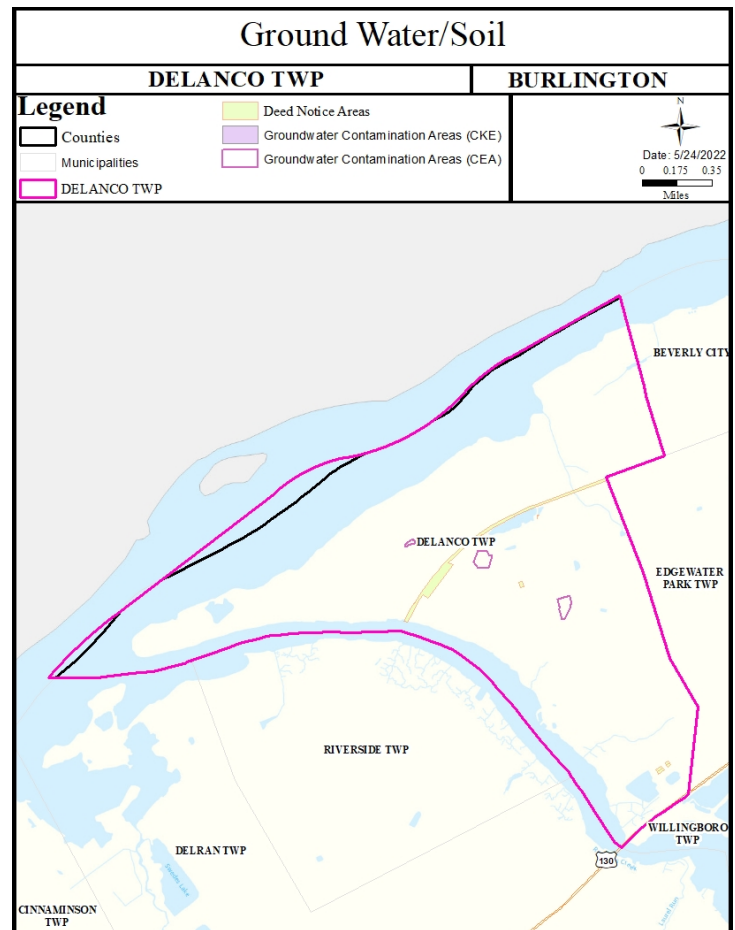 Ground Water/Soil
DELANCO TWP
BURLINGTON
Legend
Counties
Municipalities
DELANCO TWP
Deed Notice Areas
Groundwater Contamination Areas (CKE)
Groundwater Contamination Areas (CEA)
N
Date: 5/24/2022
0 0.175 0.35
Miles
BEVERLY CITY
DELANCO TWP
EDGEWATER
PARK TWP
RIVERSIDE TWP
WILLINGBORO
TWP
130
DELRAN TWP
CINNAMINSON
TWP